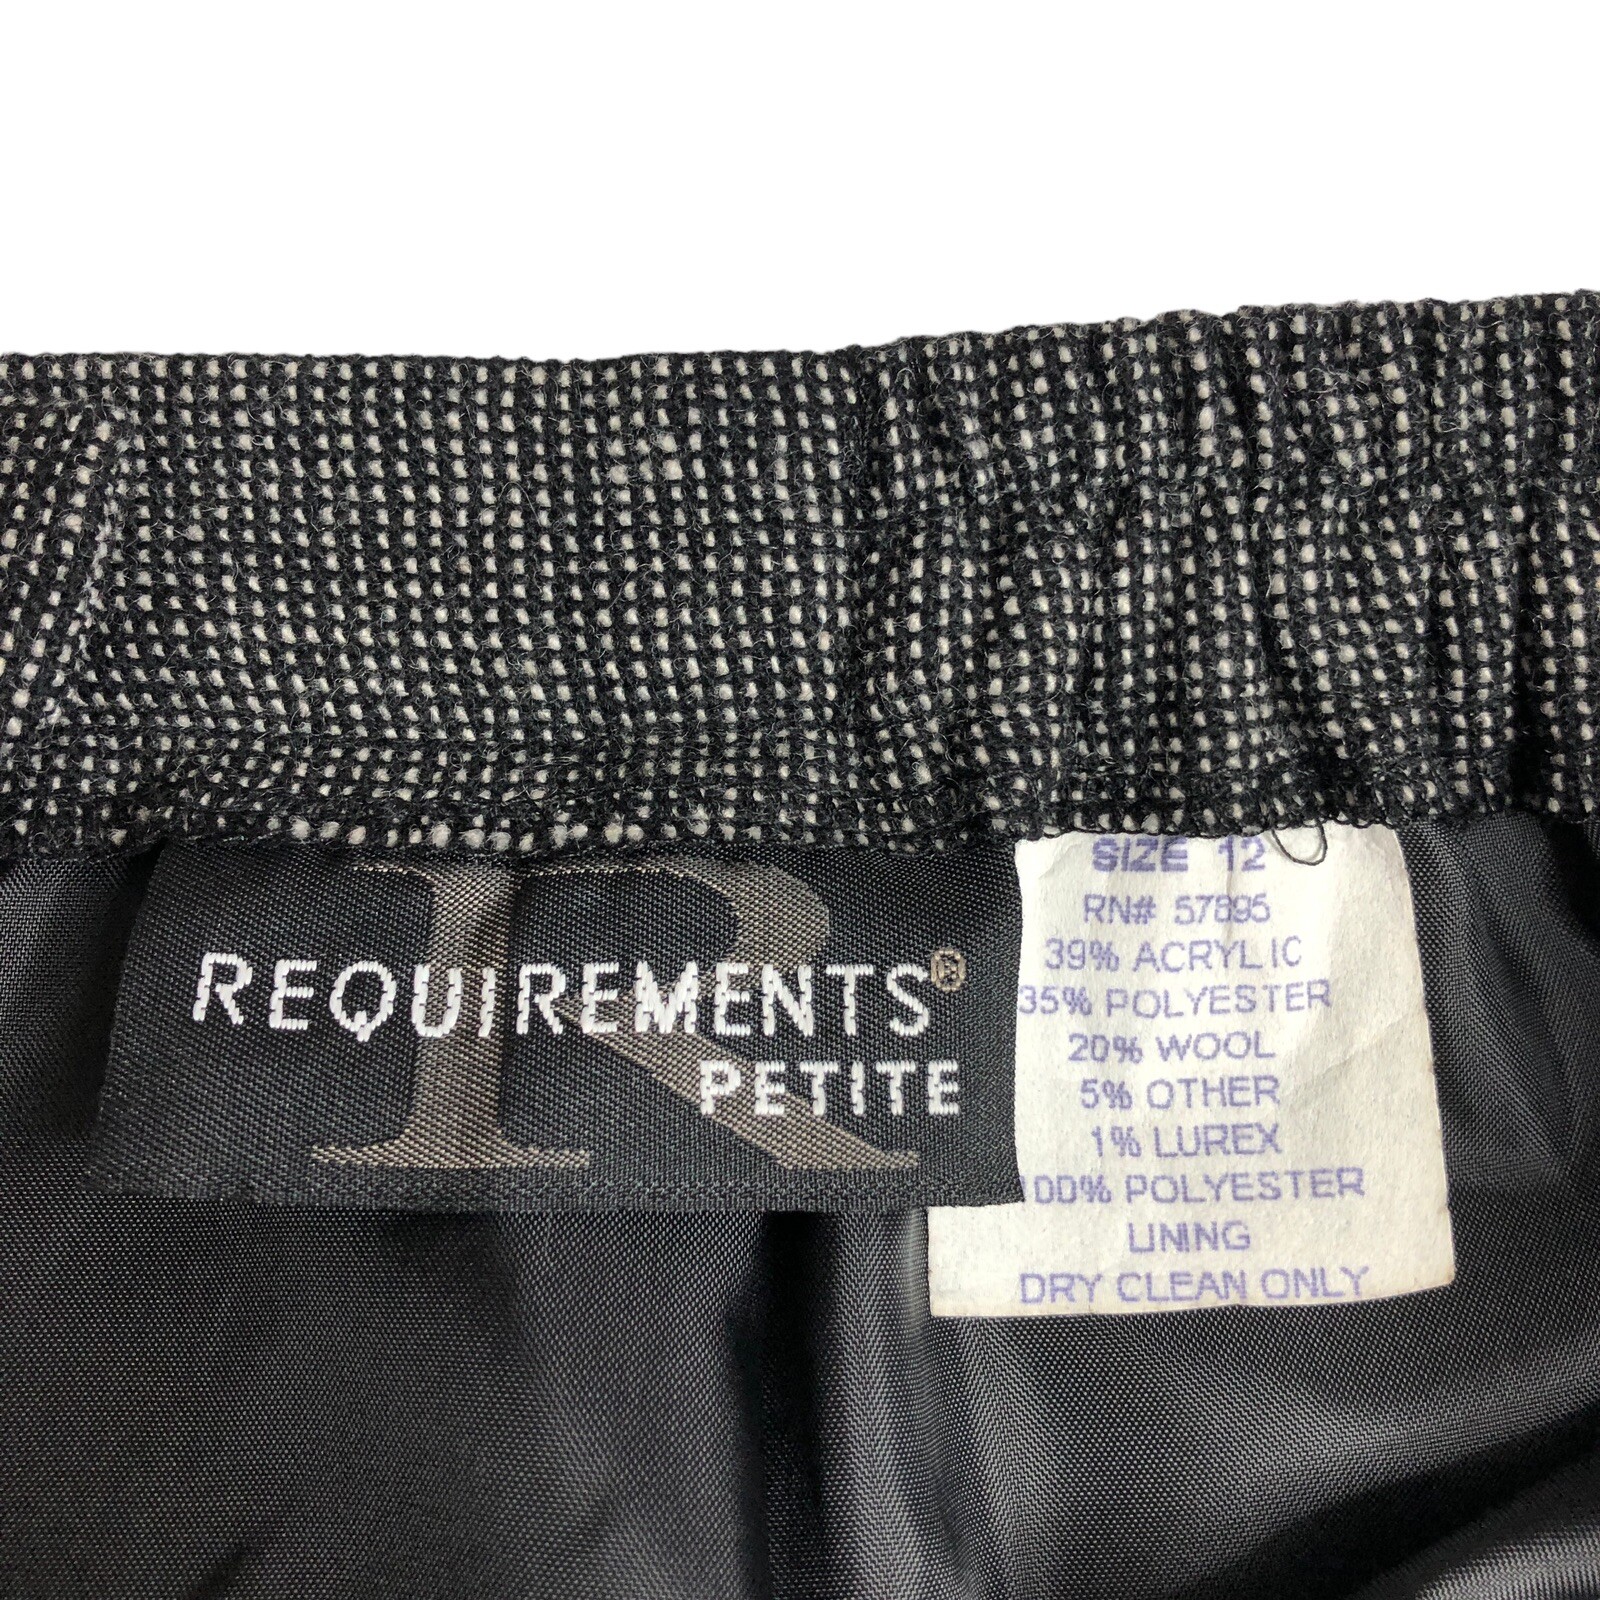 R
REQUIREMENTS®
PETITE
SIZE 12
RN# 57895
39% ACRYLIC
35% POLYESTER
20% WOOL
5% OTHER
1% LUREX
100% POLYESTER
LINING
DRY CLEAN ONLY